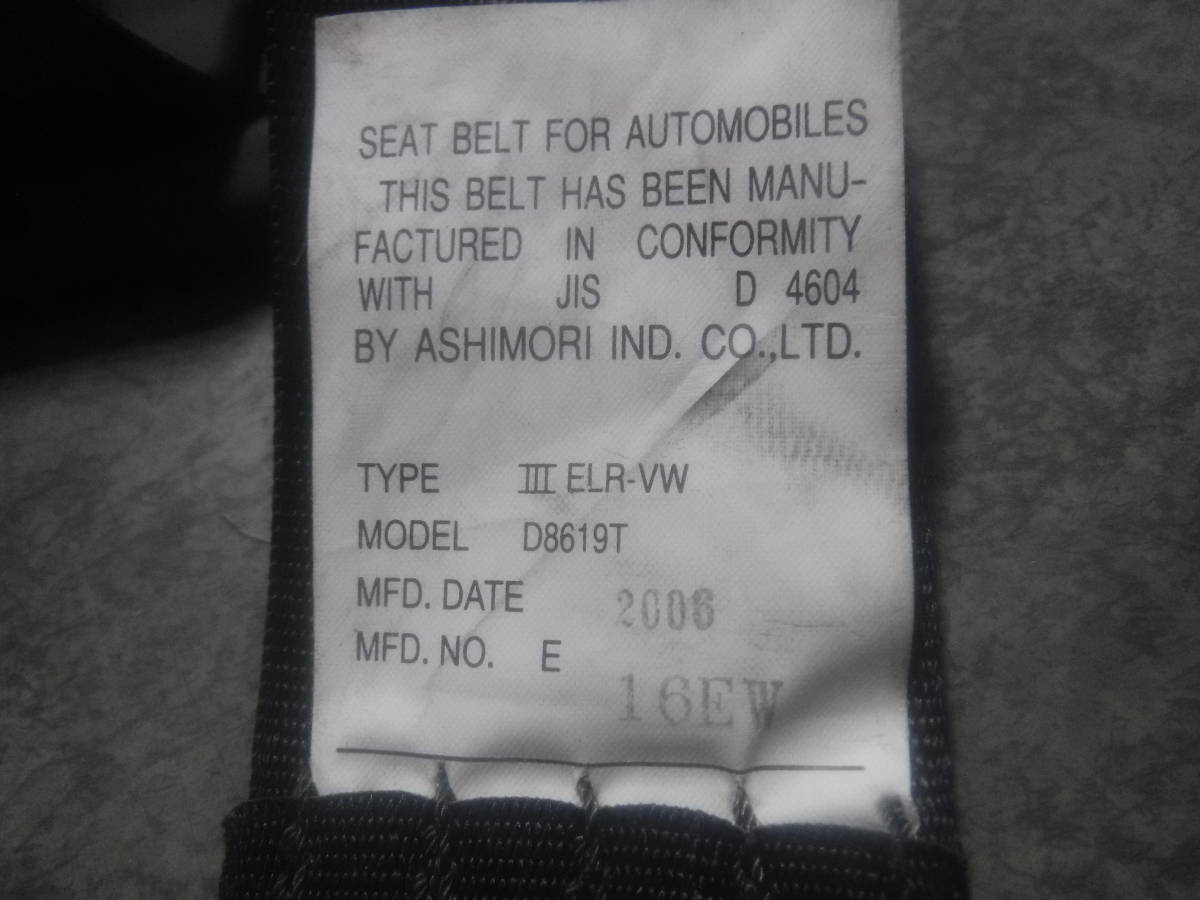 SEAT BELT FOR AUTOMOBILES
THIS BELT HAS BEEN MANU-
FACTURED IN CONFORMITY
WITH JIS D 4604
BY ASHIMORI IND. CO.,LTD.
TYPE III ELR-VW
MODEL D8619T
MFD. DATE 2006
MFD. NO. E
16EW